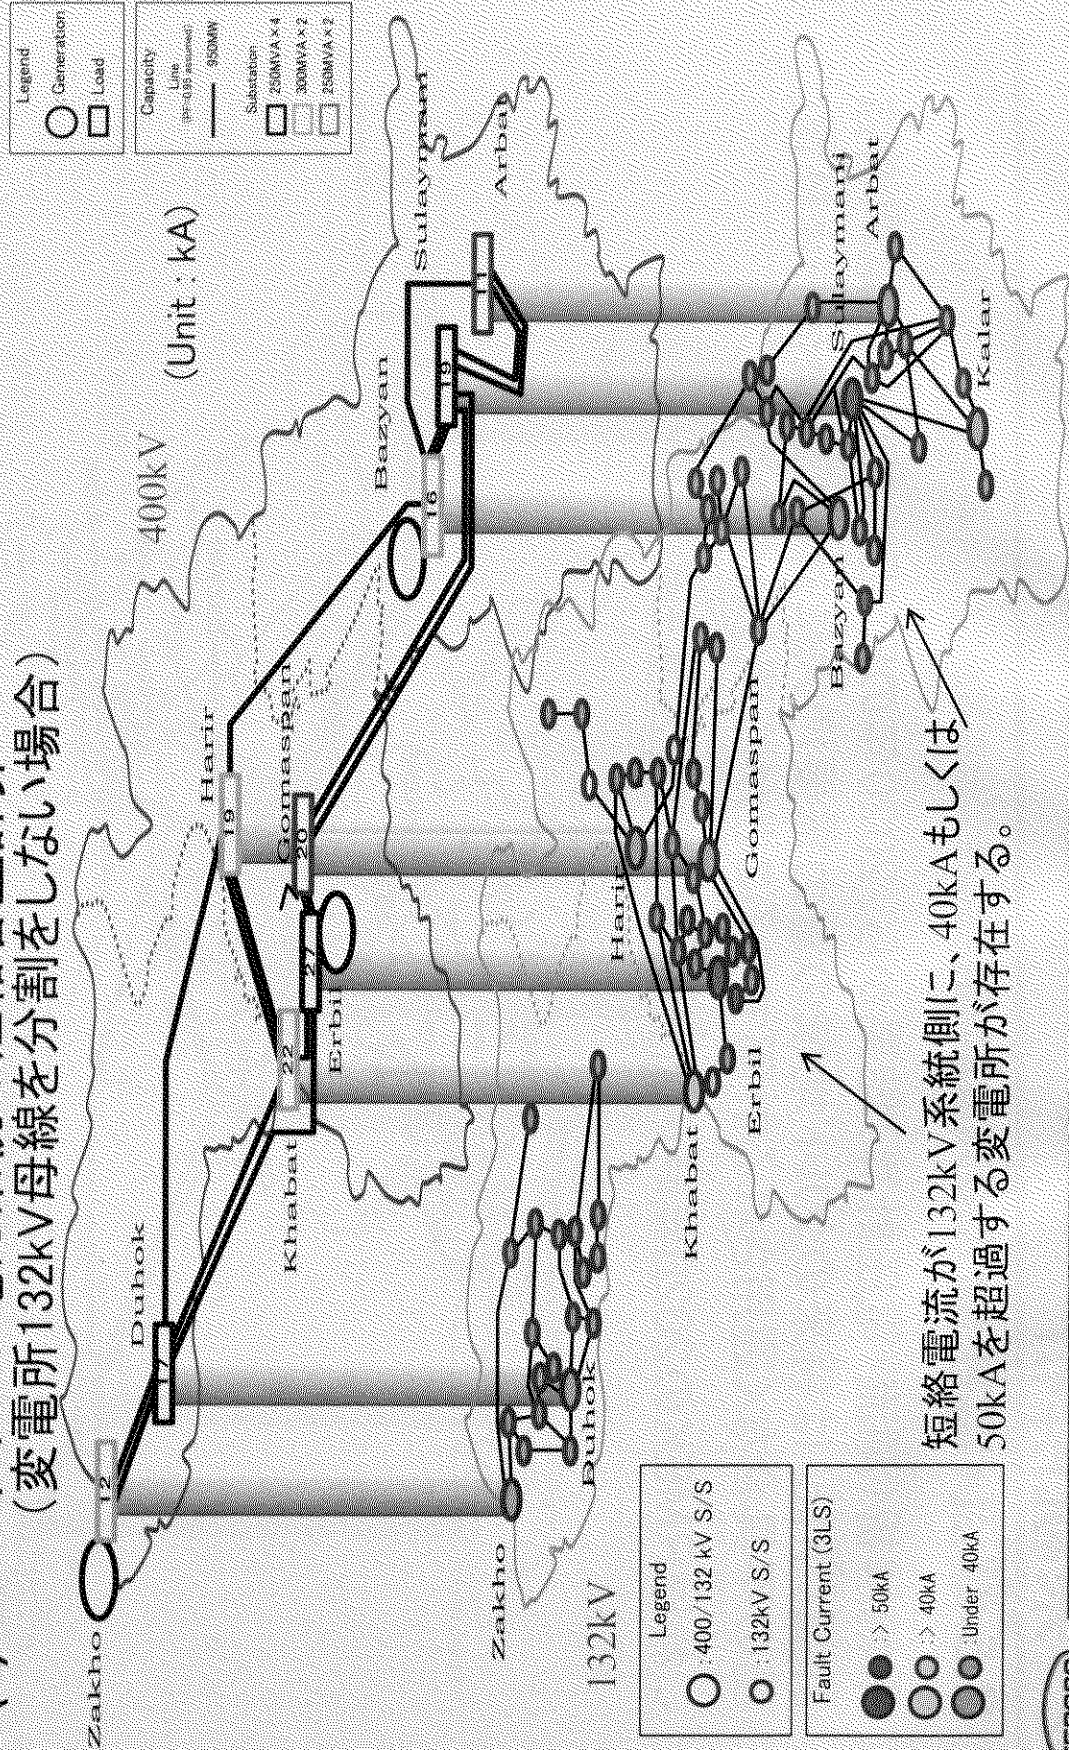 (変電所132kV母線を分割をしない場合)
400kV
(Unit : kA)
Legend
Generation
Load
Capacity
Line
(PF=0.95 assumed)
950MW
Substation
250MVA×4
300MVA×2
250MVA×2
Zakho
12
Duhok
17
Khabat
22
Erbil
27
Harir
19
Gomaspan
20
Bazyan
16
19
Sulaymani
11
Arbat
132kV
Zakho
Duhok
Khabat
Erbil
Harir
Gomaspan
Bazyan
Sulaymani
Arbat
Kalar
Legend
: 400/132 kV S/S
: 132kV S/S
Fault Current (3LS)
: > 50kA
: > 40kA
: Under 40kA
短絡電流が132kV系統側に、40kAもしくは
50kAを超過する変電所が存在する。